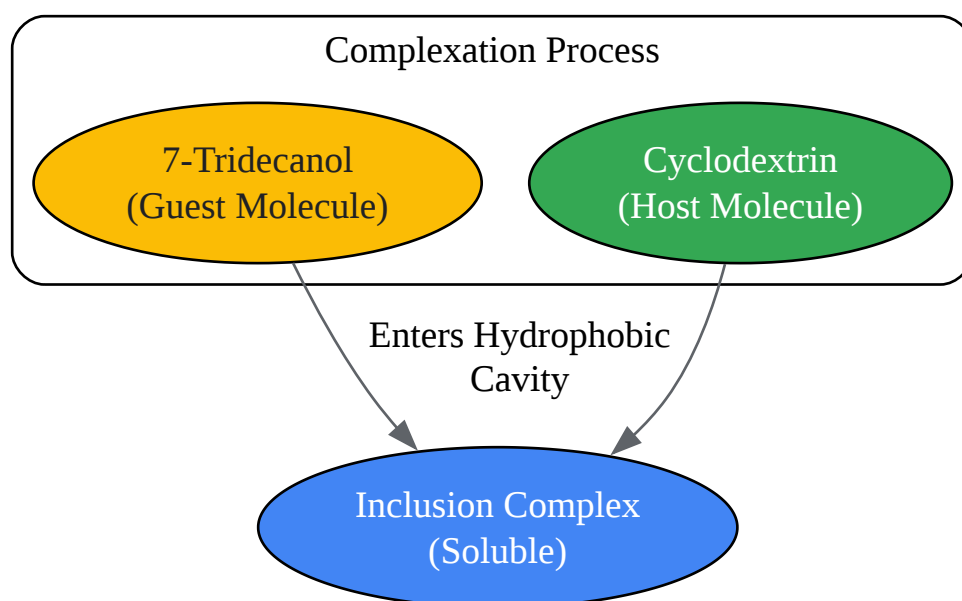 Complexation Process
7-Tridecanol
(Guest Molecule)
Cyclodextrin
(Host Molecule)
Enters Hydrophobic
Cavity
Inclusion Complex
(Soluble)